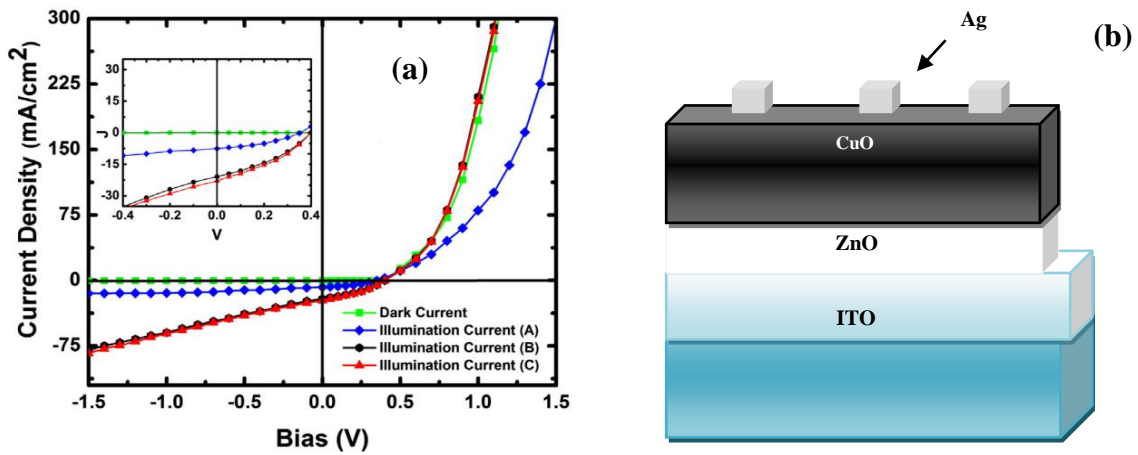 (a)
Current Density (mA/cm²)
300
225
150
75
0
-75
30
15
0
-15
-30
J
-0.4 -0.2 0.0 0.2 0.4
V
Dark Current
Illumination Current (A)
Illumination Current (B)
Illumination Current (C)
-1.5 -1.0 -0.5 0.0 0.5 1.0 1.5
Bias (V)
(b)
Ag
CuO
ZnO
ITO